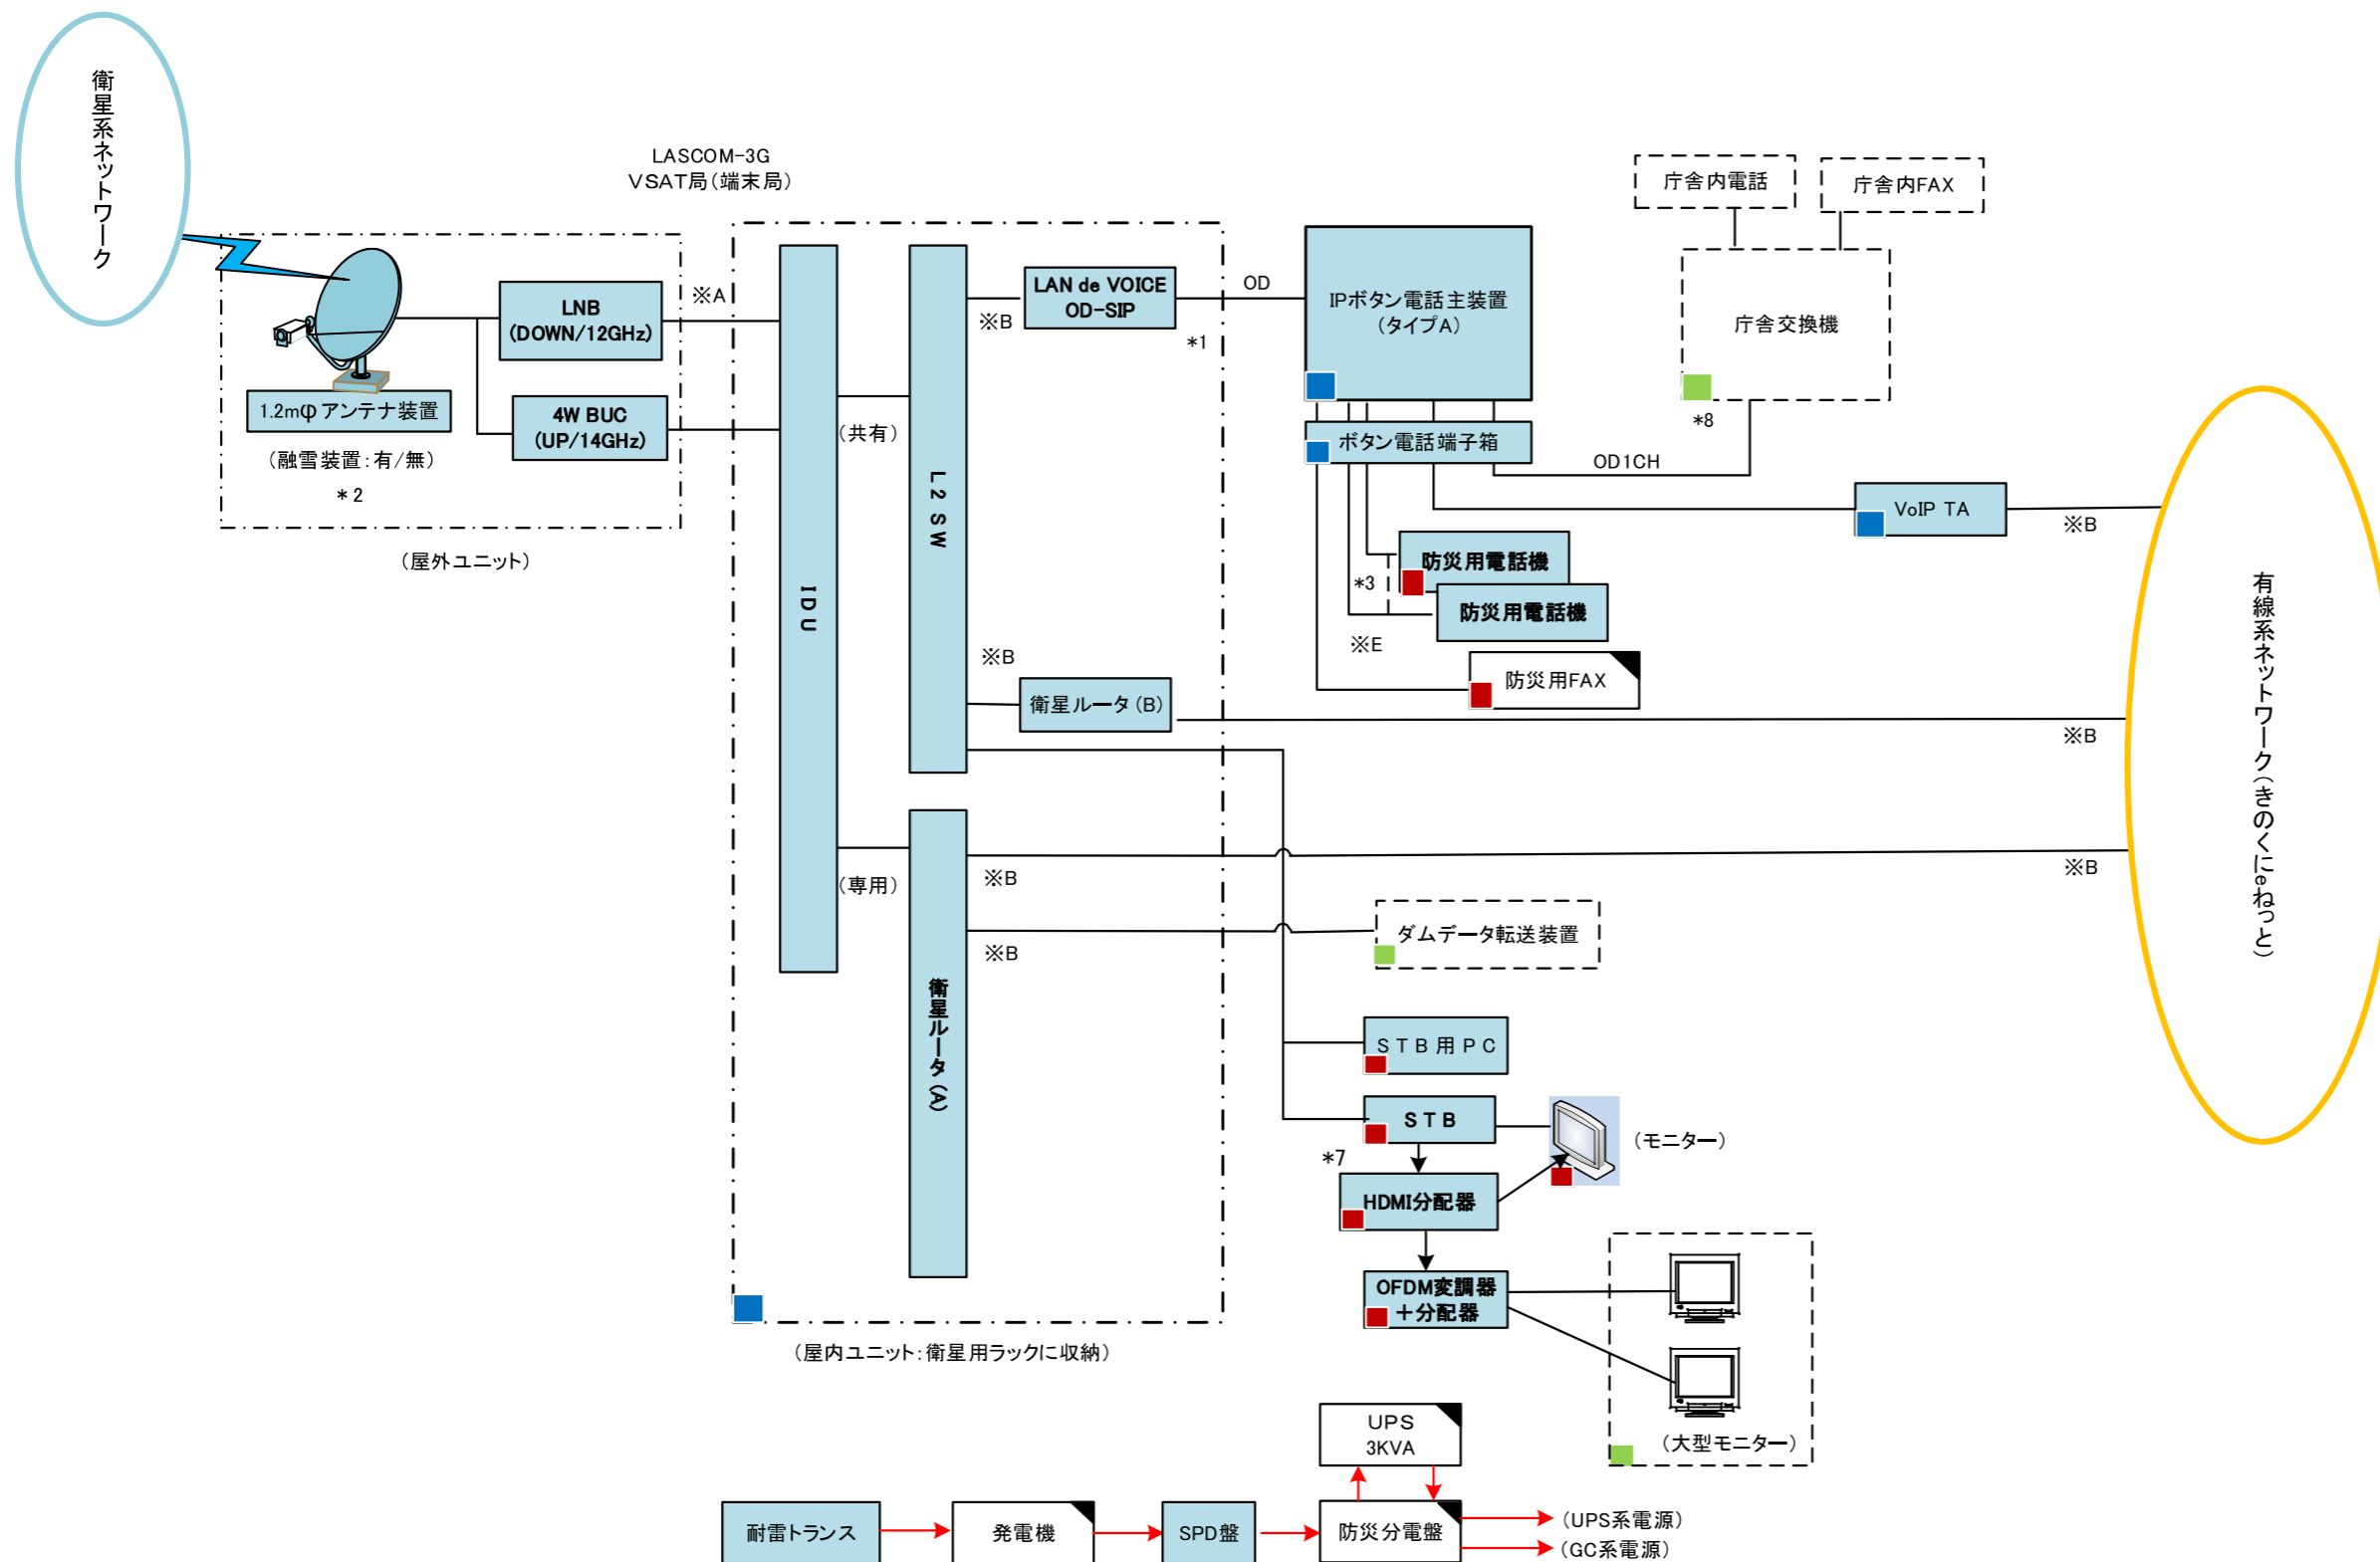 衛星系ネットワーク
LASCOM-3G
VSAT局(端末局)
LNB
(DOWN/12GHz)
※A
1.2mφアンテナ装置
4W BUC
(UP/14GHz)
(融雪装置:有/無)
*2
(屋外ユニット)
IDU
(共有)
(専用)
L2 SW
※B
LAN de VOICE
OD-SIP
*1
OD
IPボタン電話主装置
(タイプA)
庁舎内電話
庁舎内FAX
庁舎交換機
*8
ボタン電話端子箱
OD1CH
VoIP TA
※B
防災用電話機
*3
防災用電話機
※E
防災用FAX
※B
衛星ルータ(B)
※B
有線系ネットワーク(きのくにeねっと)
※B
※B
※B
衛星ルータ(A)
ダムデータ転送装置
STB用PC
STB
(モニター)
*7
HDMI分配器
OFDM変調器
+分配器
(大型モニター)
(屋内ユニット:衛星用ラックに収納)
UPS
3KVA
耐雷トランス
発電機
SPD盤
防災分電盤
(UPS系電源)
(GC系電源)